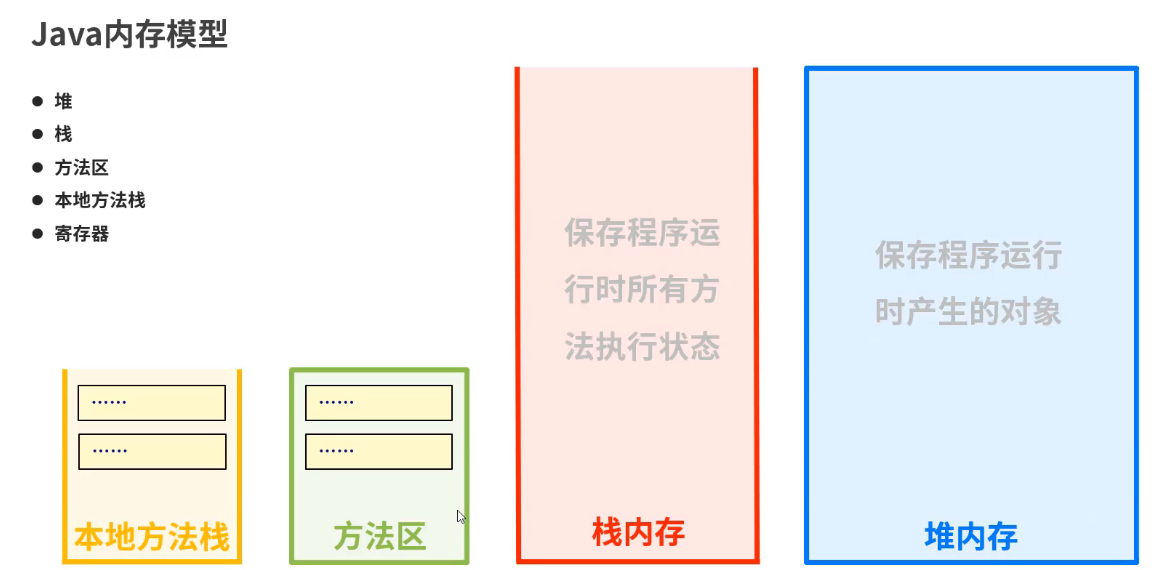 Java内存模型
堆
栈
方法区
本地方法栈
寄存器
保存程序运
行时所有方
法执行状态
保存程序运行
时产生的对象
······
······
······
······
本地方法栈
方法区
栈内存
堆内存